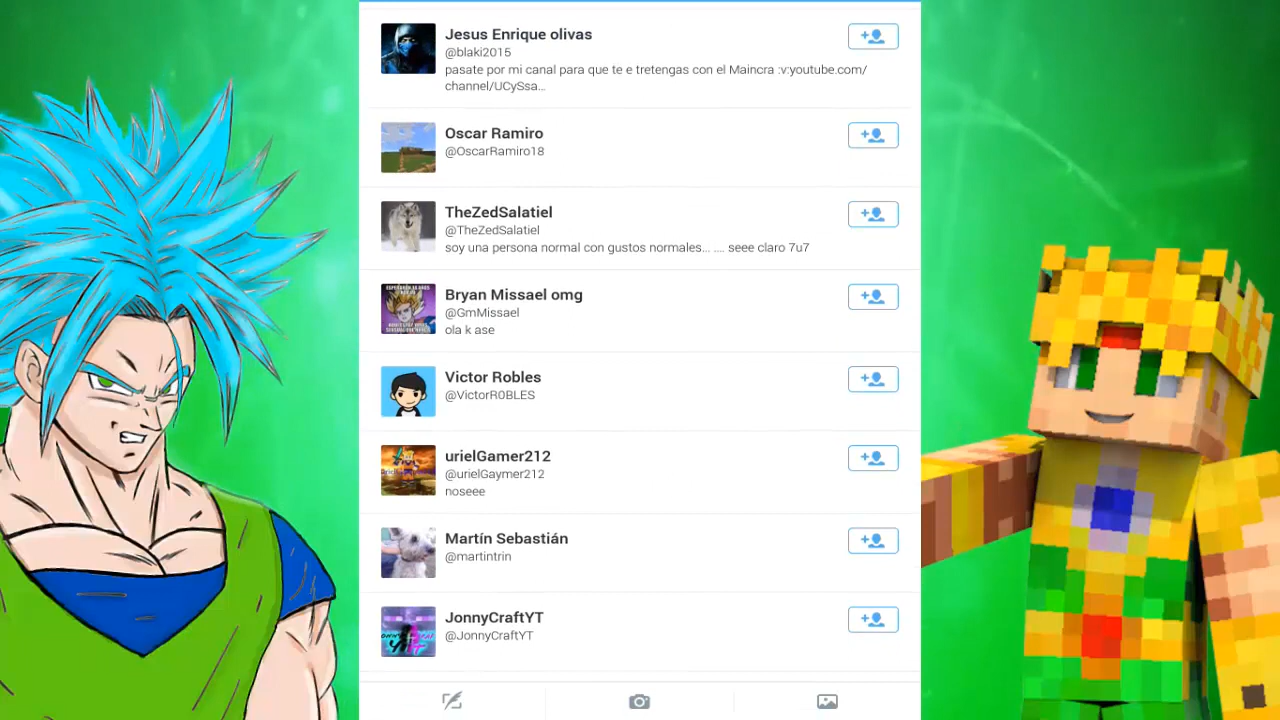 Jesus Enrique olivas
@blaki2015
pasate por mi canal para que te e tretengas con el Maincra :v:youtube.com/
channel/UCySsa...
Oscar Ramiro
@OscarRamiro18
TheZedSalatiel
@TheZedSalatiel
soy una persona normal con gustos normales... .... seee claro 7u7
Bryan Missael omg
@GmMissael
ola k ase
Victor Robles
@VictorR0BLES
urielGamer212
@urielGaymer212
noseee
Martín Sebastián
@martintrin
JonnyCraftYT
@JonnyCraftYT